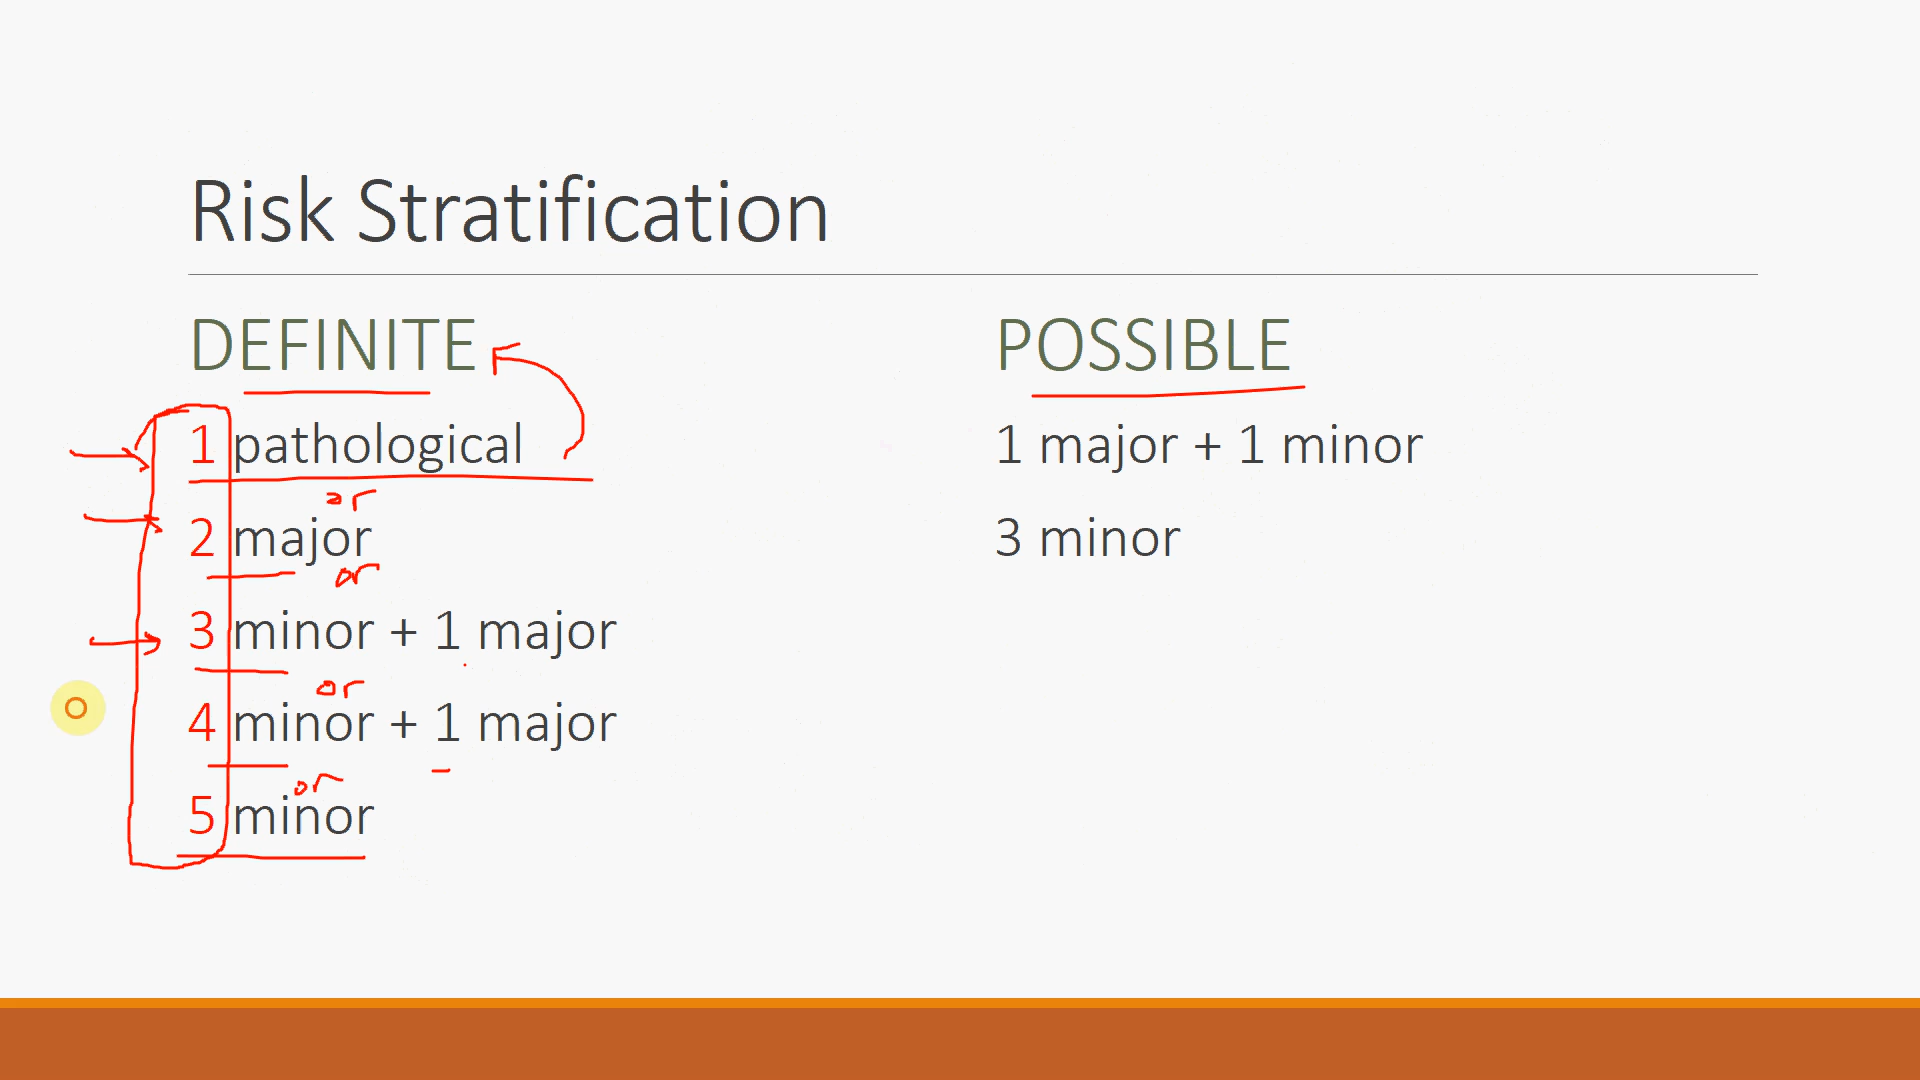 Risk Stratification
DEFINITE
1 pathological
or
2 major
or
3 minor + 1 major
or
4 minor + 1 major
or
5 minor
POSSIBLE
1 major + 1 minor
3 minor